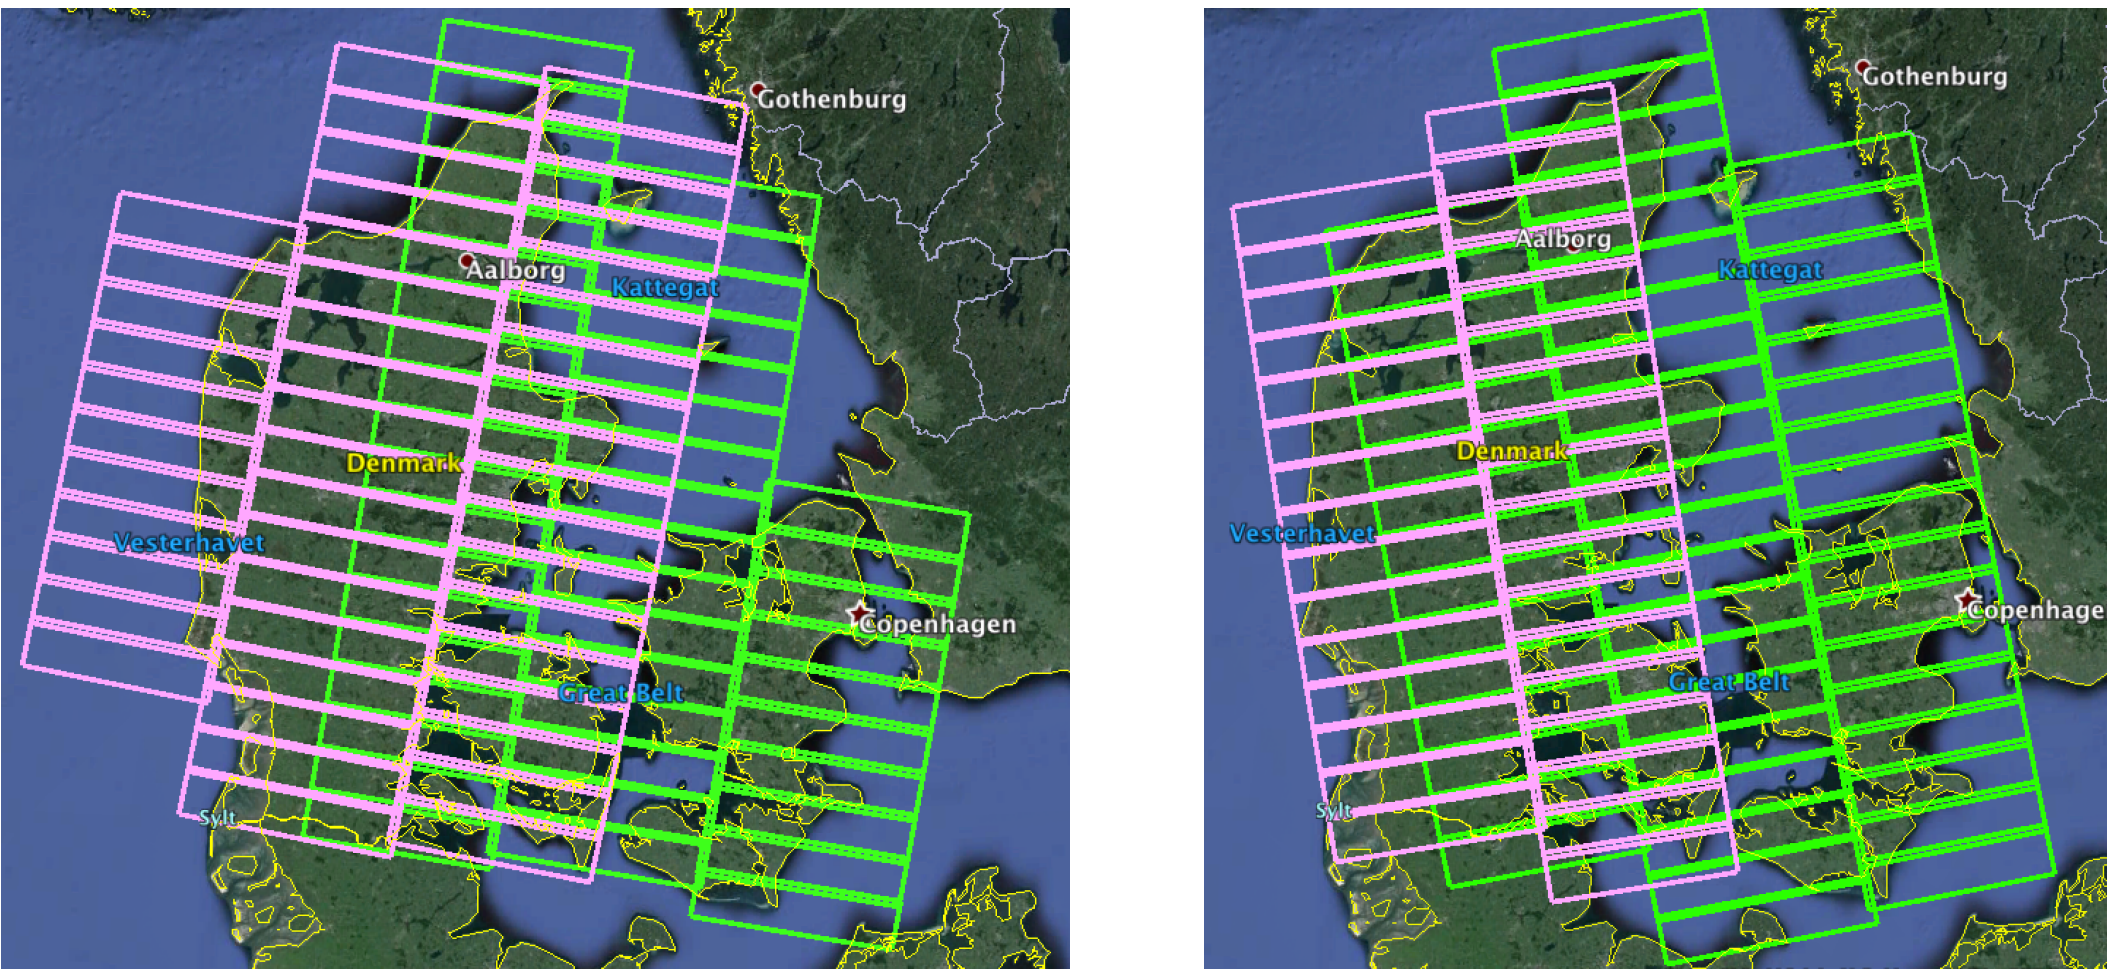 Gothenburg
Aalborg
Kattegat
Denmark
Vesterhavet
Copenhagen
Great Belt
Sylt
Gothenburg
Aalborg
Kattegat
Denmark
Vesterhavet
Copenhage
Great Belt
Sylt